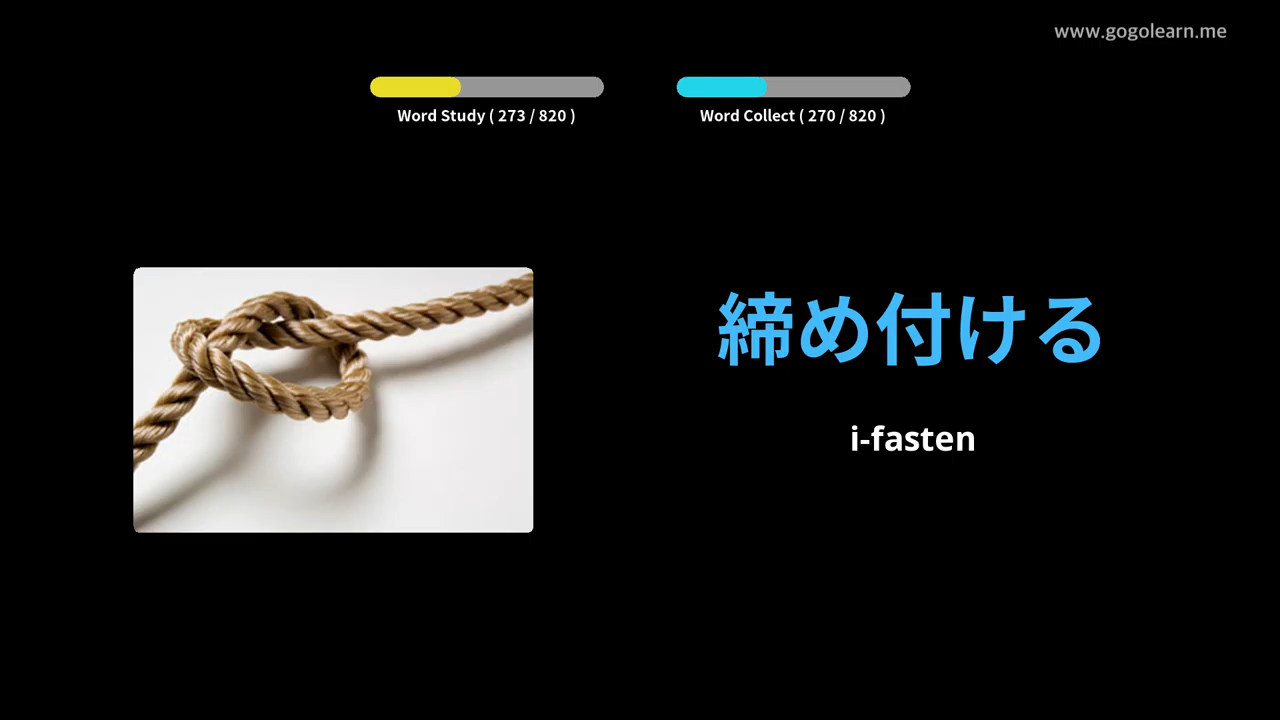 www.gogolearn.me
Word Study ( 273 / 820 )
Word Collect ( 270 / 820 )
締め付ける
i-fasten